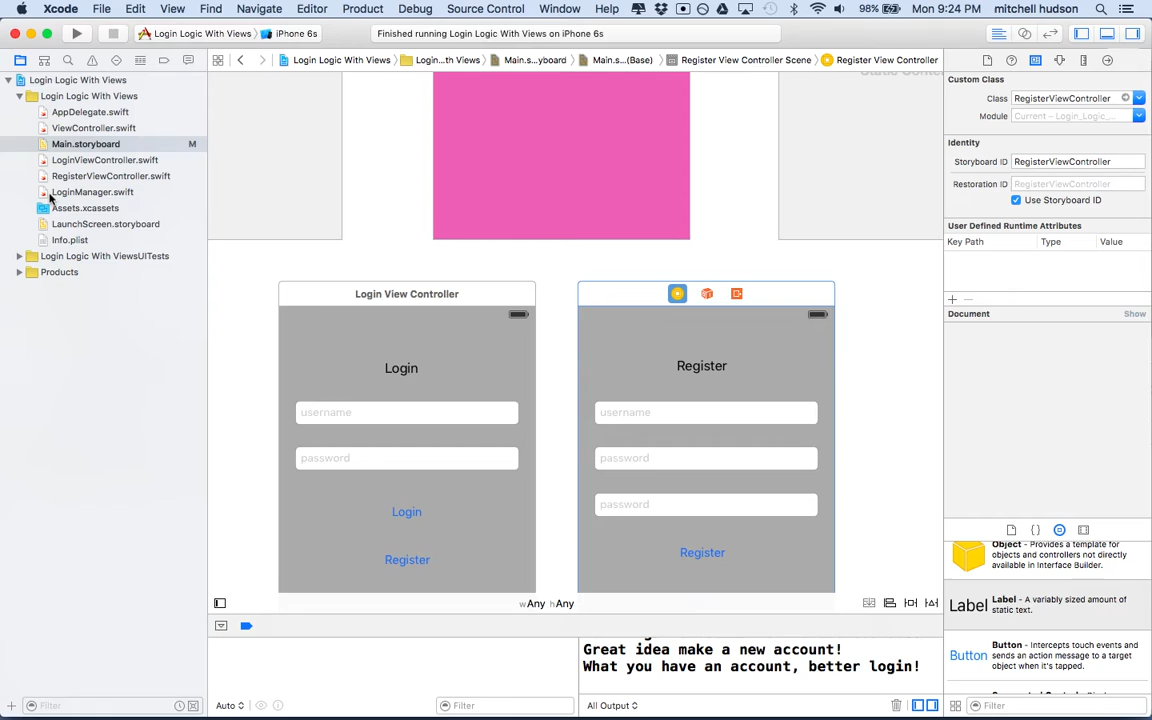 Xcode File Edit View Find Navigate Editor Product Debug Source Control Window Help 98% Mon 9:24 PM mitchell hudson
Login Logic With Views iPhone 6s Finished running Login Logic With Views on iPhone 6s
Login Logic With Views Login...th Views Main.s...yboard Main.s...(Base) Register View Controller Scene Register View Controller
Login Logic With Views
Login Logic With Views
AppDelegate.swift
ViewController.swift
Main.storyboard M
LoginViewController.swift
RegisterViewController.swift
LoginManager.swift
Assets.xcassets
LaunchScreen.storyboard
Info.plist
Login Logic With ViewsUITests
Products
Filter
Login View Controller
Login
username
password
Login
Register
Register
username
password
password
Register
wAny hAny
Auto
Filter
Great idea make a new account!
What you have an account, better login!
All Output
Custom Class
Class RegisterViewController
Module Current – Login_Logic_...
Identity
Storyboard ID RegisterViewController
Restoration ID RegisterViewController
Use Storyboard ID
User Defined Runtime Attributes
Key Path Type Value
Document Show
Object - Provides a template for
objects and controllers not directly
available in Interface Builder.
Label Label - A variably sized amount of
static text.
Button Button - Intercepts touch events and
sends an action message to a target
object when it's tapped.
Filter